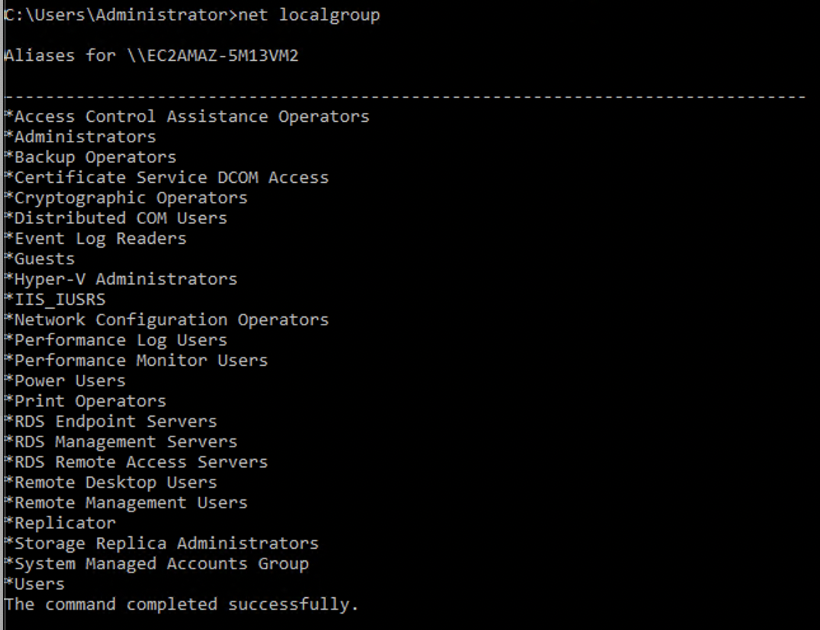 C:\Users\Administrator>net localgroup
Aliases for \\EC2AMAZ-5M13VM2
-------------------------------------------------------------------------------
*Access Control Assistance Operators
*Administrators
*Backup Operators
*Certificate Service DCOM Access
*Cryptographic Operators
*Distributed COM Users
*Event Log Readers
*Guests
*Hyper-V Administrators
*IIS_IUSRS
*Network Configuration Operators
*Performance Log Users
*Performance Monitor Users
*Power Users
*Print Operators
*RDS Endpoint Servers
*RDS Management Servers
*RDS Remote Access Servers
*Remote Desktop Users
*Remote Management Users
*Replicator
*Storage Replica Administrators
*System Managed Accounts Group
*Users
The command completed successfully.